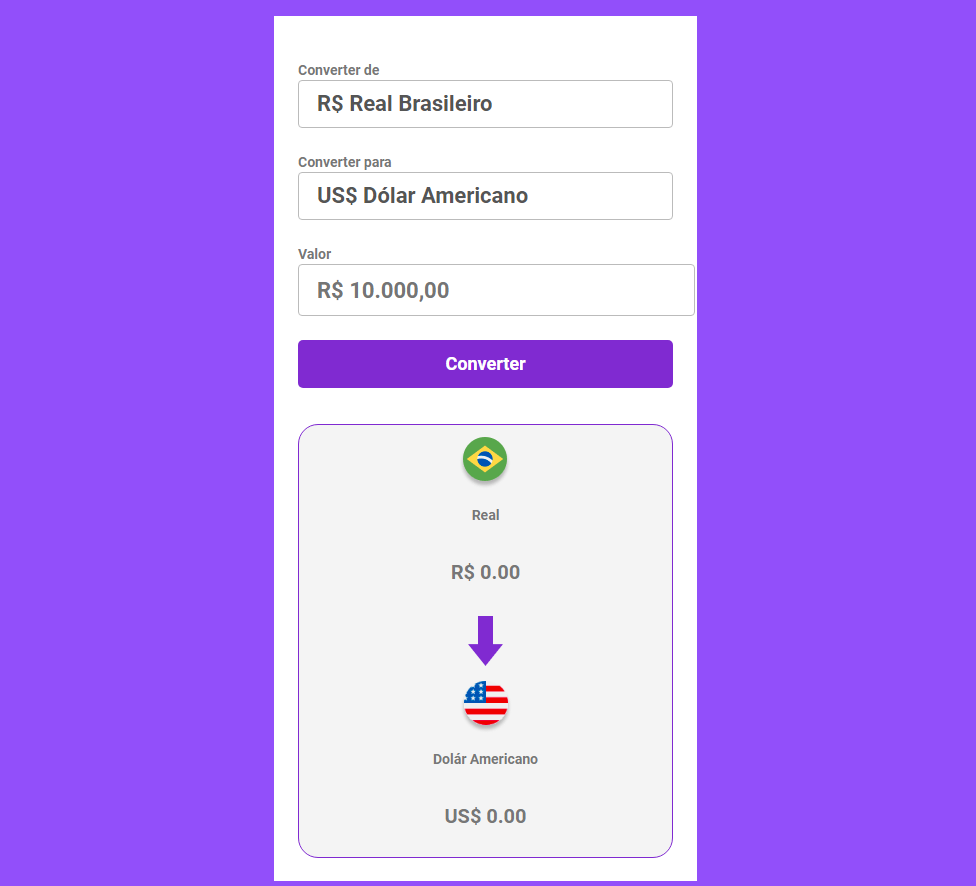 Converter de
R$ Real Brasileiro
Converter para
US$ Dólar Americano
Valor
R$ 10.000,00
Converter
Real
R$ 0.00
Dolár Americano
US$ 0.00